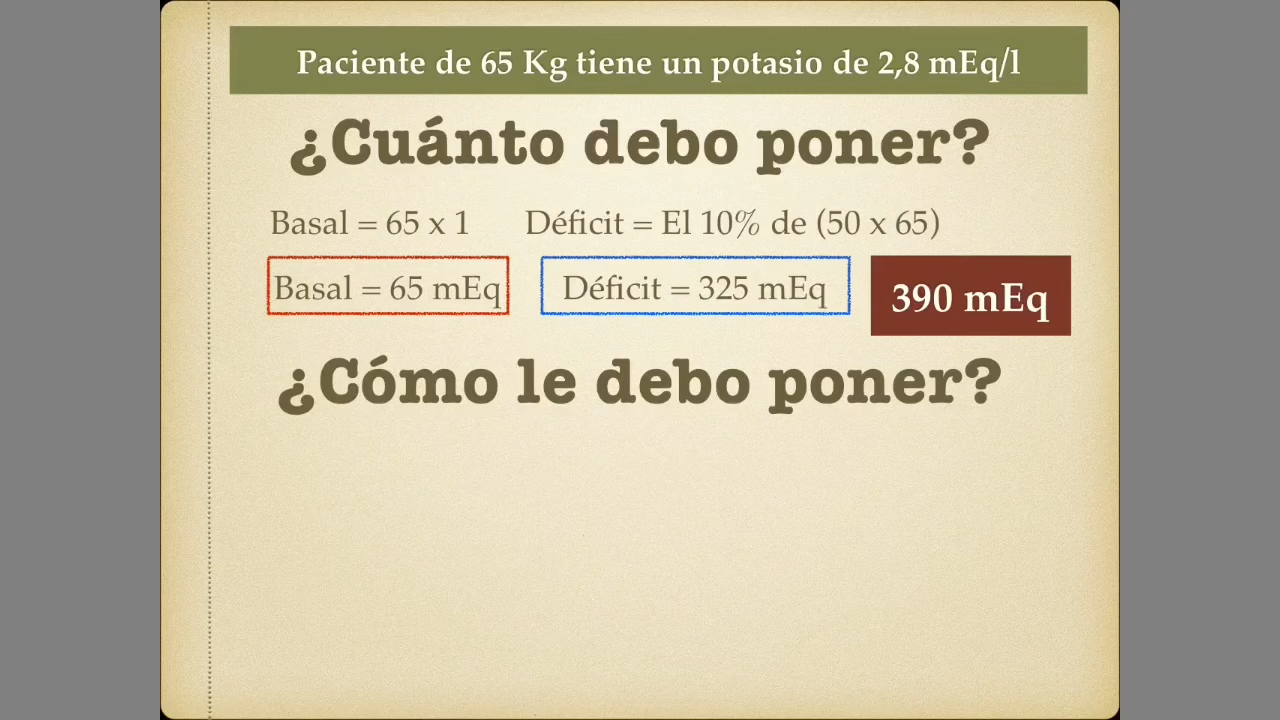 Paciente de 65 Kg tiene un potasio de 2,8 mEq/l
¿Cuánto debo poner?
Basal = 65 x 1 Déficit = El 10% de (50 x 65)
Basal = 65 mEq Déficit = 325 mEq 390 mEq
¿Cómo le debo poner?